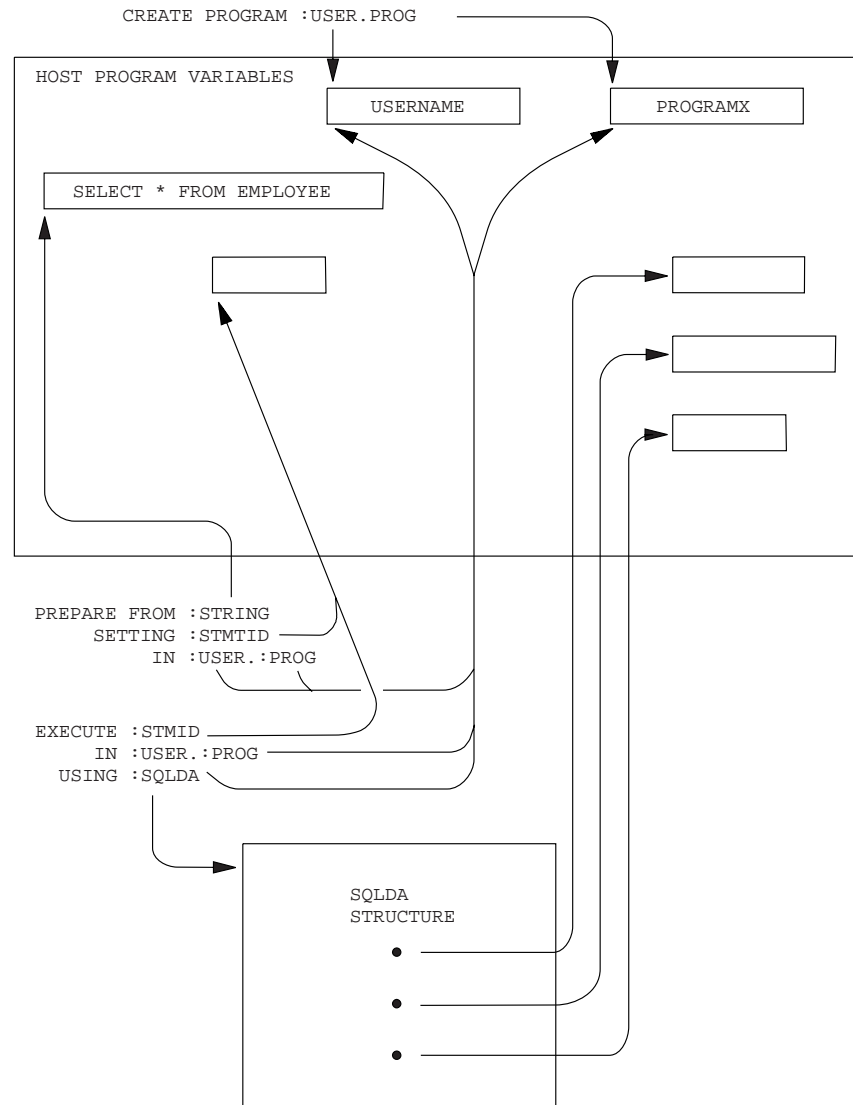 CREATE PROGRAM :USER.PROG
HOST PROGRAM VARIABLES
USERNAME
PROGRAMX
SELECT * FROM EMPLOYEE
PREPARE FROM :STRING
SETTING :STMTID
IN :USER.:PROG
EXECUTE :STMID
IN :USER.:PROG
USING :SQLDA
SQLDA
STRUCTURE